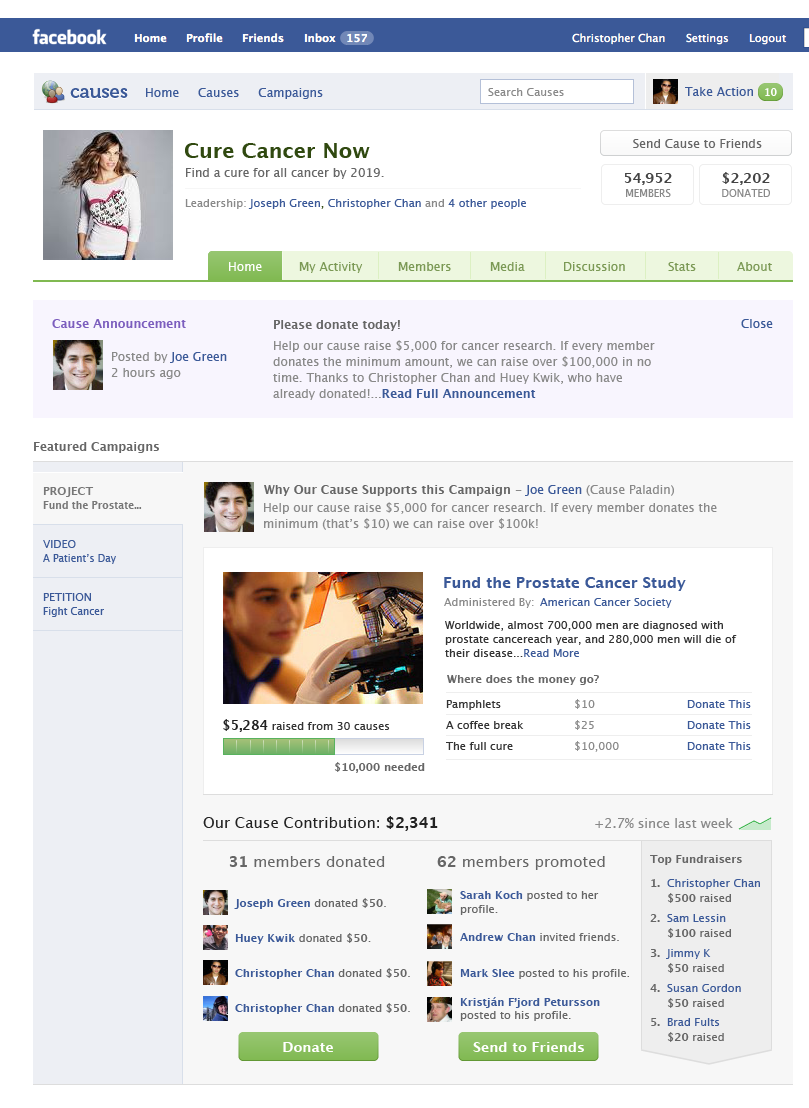 facebook Home Profile Friends Inbox 157 Christopher Chan Settings Logout
causes Home Causes Campaigns Search Causes Take Action 10
Cure Cancer Now
Find a cure for all cancer by 2019.
Leadership: Joseph Green, Christopher Chan and 4 other people
Send Cause to Friends
54,952 $2,202
MEMBERS DONATED
Home My Activity Members Media Discussion Stats About
Cause Announcement
Posted by Joe Green
2 hours ago
Please donate today!
Close
Help our cause raise $5,000 for cancer research. If every member
donates the minimum amount, we can raise over $100,000 in no
time. Thanks to Christopher Chan and Huey Kwik, who have
already donated!...Read Full Announcement
Featured Campaigns
PROJECT
Fund the Prostate...
VIDEO
A Patient's Day
PETITION
Fight Cancer
Why Our Cause Supports this Campaign – Joe Green (Cause Paladin)
Help our cause raise $5,000 for cancer research. If every member donates the
minimum (that's $10) we can raise over $100k!
Fund the Prostate Cancer Study
Administered By: American Cancer Society
Worldwide, almost 700,000 men are diagnosed with
prostate cancereach year, and 280,000 men will die of
their disease...Read More
Where does the money go?
Pamphlets $10 Donate This
A coffee break $25 Donate This
The full cure $10,000 Donate This
$5,284 raised from 30 causes
$10,000 needed
Our Cause Contribution: $2,341
+2.7% since last week
31 members donated
Joseph Green donated $50.
Huey Kwik donated $50.
Christopher Chan donated $50.
Christopher Chan donated $50.
Donate
62 members promoted
Sarah Koch posted to her
profile.
Andrew Chan invited friends.
Mark Slee posted to his profile.
Kristján F'jord Petursson
posted to his profile.
Send to Friends
Top Fundraisers
1. Christopher Chan
$500 raised
2. Sam Lessin
$100 raised
3. Jimmy K
$50 raised
4. Susan Gordon
$50 raised
5. Brad Fults
$20 raised